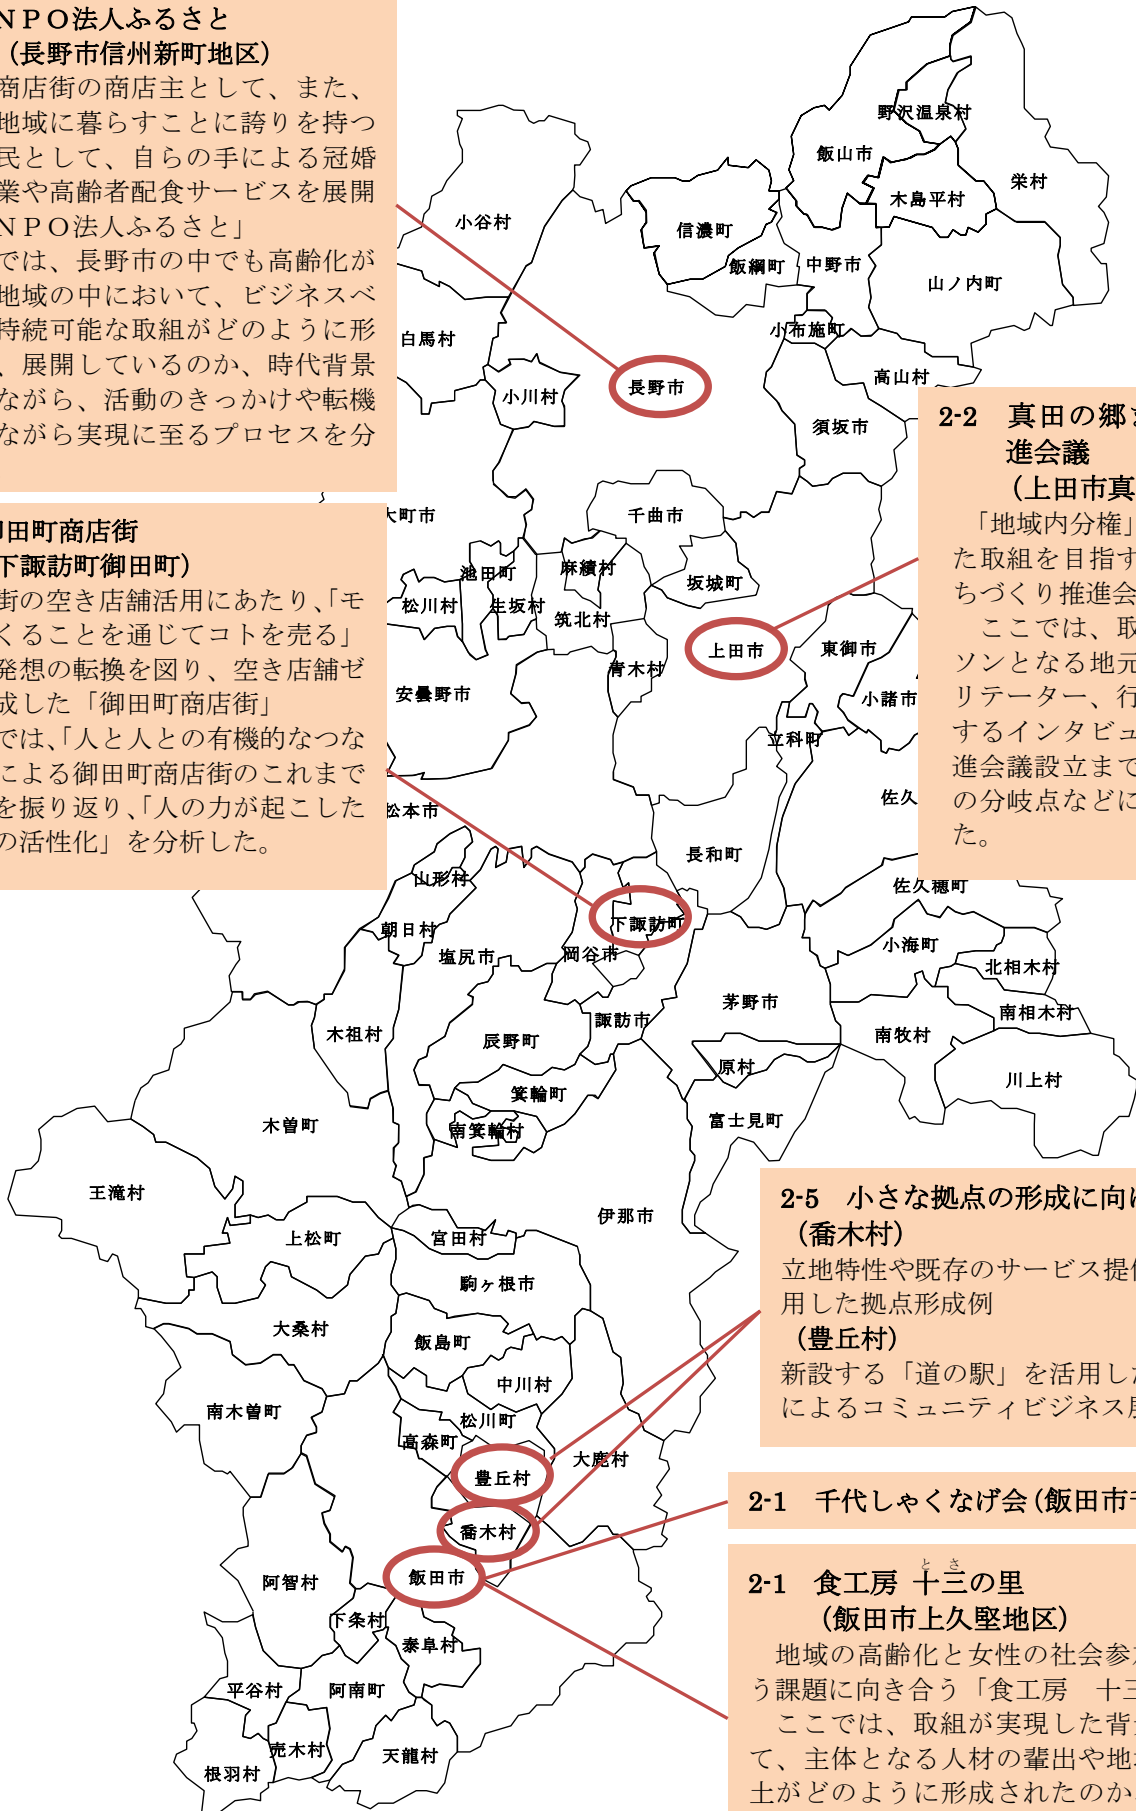 ＮＰＯ法人ふるさと
（長野市信州新町地区）
商店街の商店主として、また、
地域に暮らすことに誇りを持つ
民として、自らの手による冠婚
業や高齢者配食サービスを展開
ＮＰＯ法人ふるさと」
では、長野市の中でも高齢化が
地域の中において、ビジネスベ
持続可能な取組がどのように形
、展開しているのか、時代背景
ながら、活動のきっかけや転機
ながら実現に至るプロセスを分
御田町商店街
下諏訪町御田町）
街の空き店舗活用にあたり、「モ
くることを通じてコトを売る」
発想の転換を図り、空き店舗ゼ
成した「御田町商店街」
では、「人と人との有機的なつな
による御田町商店街のこれまで
を振り返り、「人の力が起こした
の活性化」を分析した。
2-2　真田の郷ま
進会議
（上田市真
「地域内分権」
た取組を目指す
ちづくり推進会
ここでは、取
ソンとなる地元
リテーター、行
するインタビュ
進会議設立まで
の分岐点などに
た。
2-5　小さな拠点の形成に向け
（喬木村）
立地特性や既存のサービス提供
用した拠点形成例
（豊丘村）
新設する「道の駅」を活用した
によるコミュニティビジネス展
2-1　千代しゃくなげ会（飯田市千
とさ
2-1　食工房 十三の里
（飯田市上久堅地区）
地域の高齢化と女性の社会参加
う課題に向き合う「食工房　十三
ここでは、取組が実現した背景
て、主体となる人材の輩出や地域
土がどのように形成されたのか
野沢温泉村
飯山市
栄村
木島平村
小谷村
信濃町
飯綱町
中野市
山ノ内町
小布施町
白馬村
高山村
長野市
小川村
須坂市
大町市
千曲市
池田町
麻績村
坂城町
松川村
生坂村
筑北村
上田市
東御市
青木村
安曇野市
小諸市
立科町
佐久
松本市
長和町
山形村
佐久穂町
朝日村
下諏訪町
小海町
塩尻市
岡谷市
北相木村
茅野市
南相木村
諏訪市
木祖村
辰野町
南牧村
原村
川上村
箕輪町
木曽町
南箕輪村
富士見町
王滝村
伊那市
上松町
宮田村
駒ヶ根市
大桑村
飯島町
中川村
南木曽町
松川町
高森町
大鹿村
豊丘村
喬木村
飯田市
阿智村
下条村
泰阜村
平谷村
阿南町
売木村
天龍村
根羽村